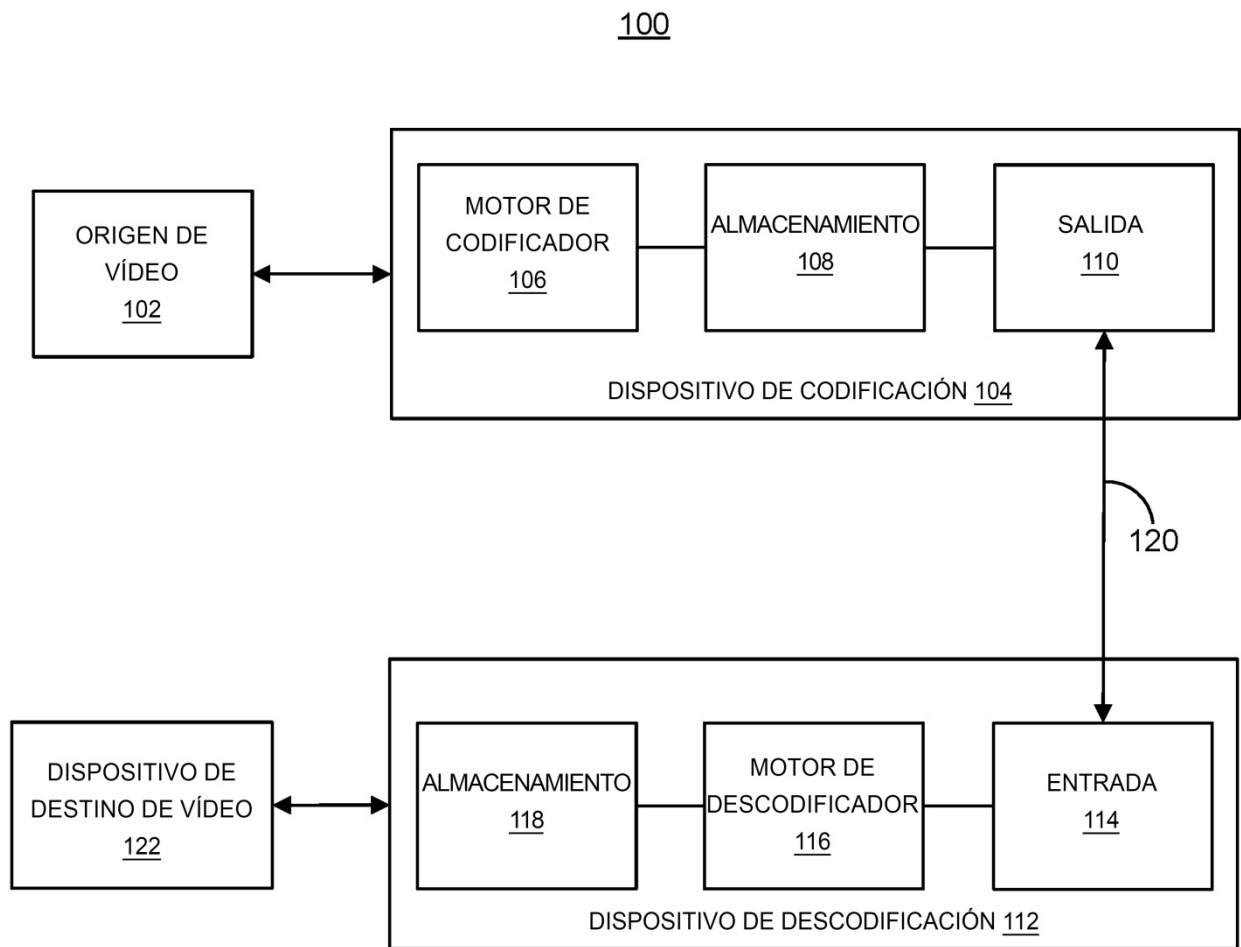 100
ORIGEN DE
VÍDEO
102
MOTOR DE
CODIFICADOR
106
ALMACENAMIENTO
108
SALIDA
110
DISPOSITIVO DE CODIFICACIÓN 104
120
DISPOSITIVO DE
DESTINO DE VÍDEO
122
ALMACENAMIENTO
118
MOTOR DE
DESCODIFICADOR
116
ENTRADA
114
DISPOSITIVO DE DESCODIFICACIÓN 112